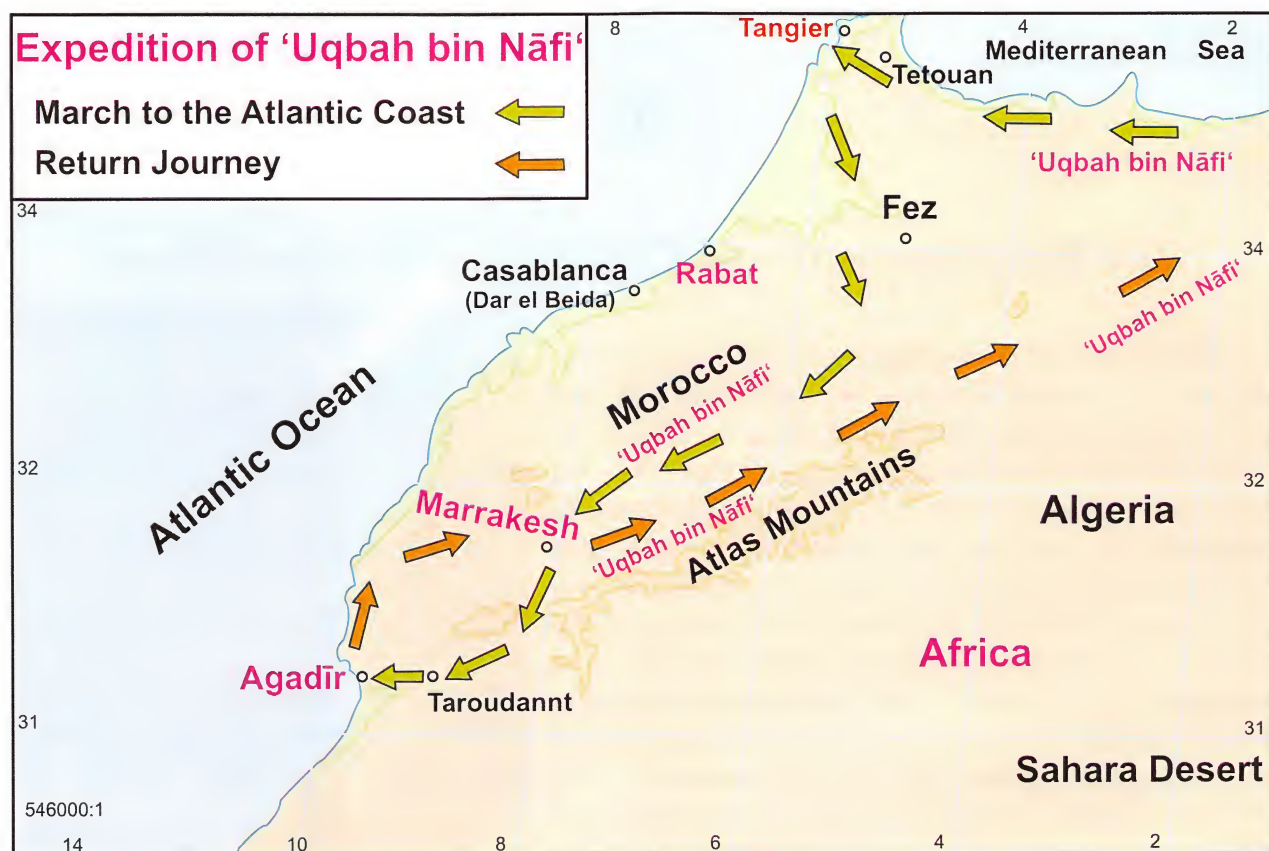 Expedition of ‘Uqbah bin Nāfi‘
March to the Atlantic Coast
Return Journey
8
4
2
Tangier
Mediterranean Sea
Tetouan
‘Uqbah bin Nāfi‘
34
Fez
34
Casablanca
(Dar el Beida)
Rabat
‘Uqbah bin Nāfi‘
Morocco
‘Uqbah bin Nāfi‘
Atlantic Ocean
32
32
Marrakesh
‘Uqbah bin Nāfi‘
Atlas Mountains
Algeria
Africa
Agadīr
Taroudannt
31
31
Sahara Desert
546000:1
14
10
8
6
4
2